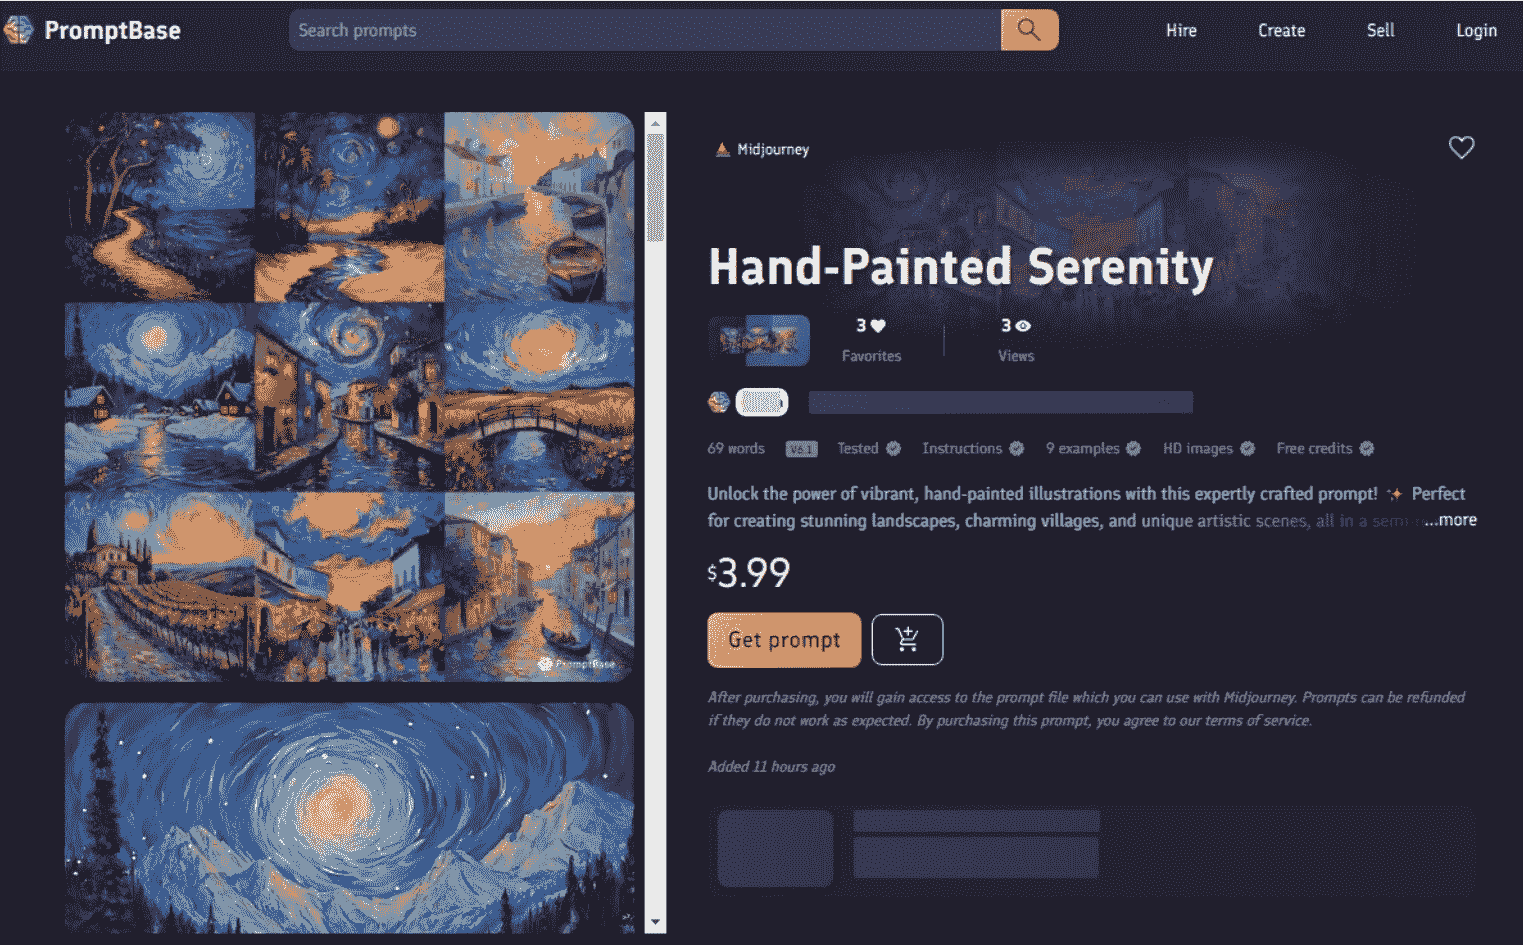 PromptBase
Search prompts
Hire Create Sell Login
Midjourney
Hand-Painted Serenity
3 3
Favorites Views
69 words V6.1 Tested Instructions 9 examples HD images Free credits
Unlock the power of vibrant, hand-painted illustrations with this expertly crafted prompt! ✨ Perfect
for creating stunning landscapes, charming villages, and unique artistic scenes, all in a semi ...more
$3.99
Get prompt
After purchasing, you will gain access to the prompt file which you can use with Midjourney. Prompts can be refunded
if they do not work as expected. By purchasing this prompt, you agree to our terms of service.
Added 11 hours ago
PromptBase